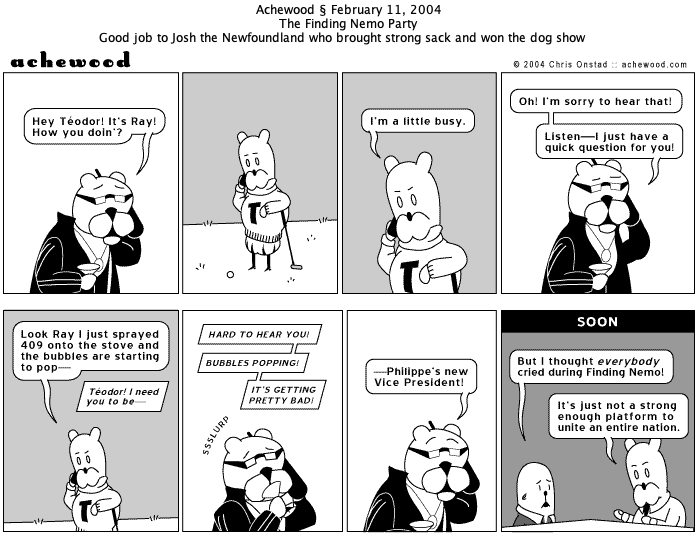 Achewood § February 11, 2004
The Finding Nemo Party
Good job to Josh the Newfoundland who brought strong sack and won the dog show
achewood
© 2004 Chris Onstad :: achewood.com
Hey Téodor! It's Ray!
How you doin'?
T
I'm a little busy.
T
Oh! I'm sorry to hear that!
Listen—I just have a
quick question for you!
Look Ray I just sprayed
409 onto the stove and
the bubbles are starting
to pop—
Téodor! I need
you to be—
T
HARD TO HEAR YOU!
BUBBLES POPPING!
IT'S GETTING
PRETTY BAD!
SSSLURP
—Philippe's new
Vice President!
SOON
But I thought everybody
cried during Finding Nemo!
It's just not a strong
enough platform to
unite an entire nation.